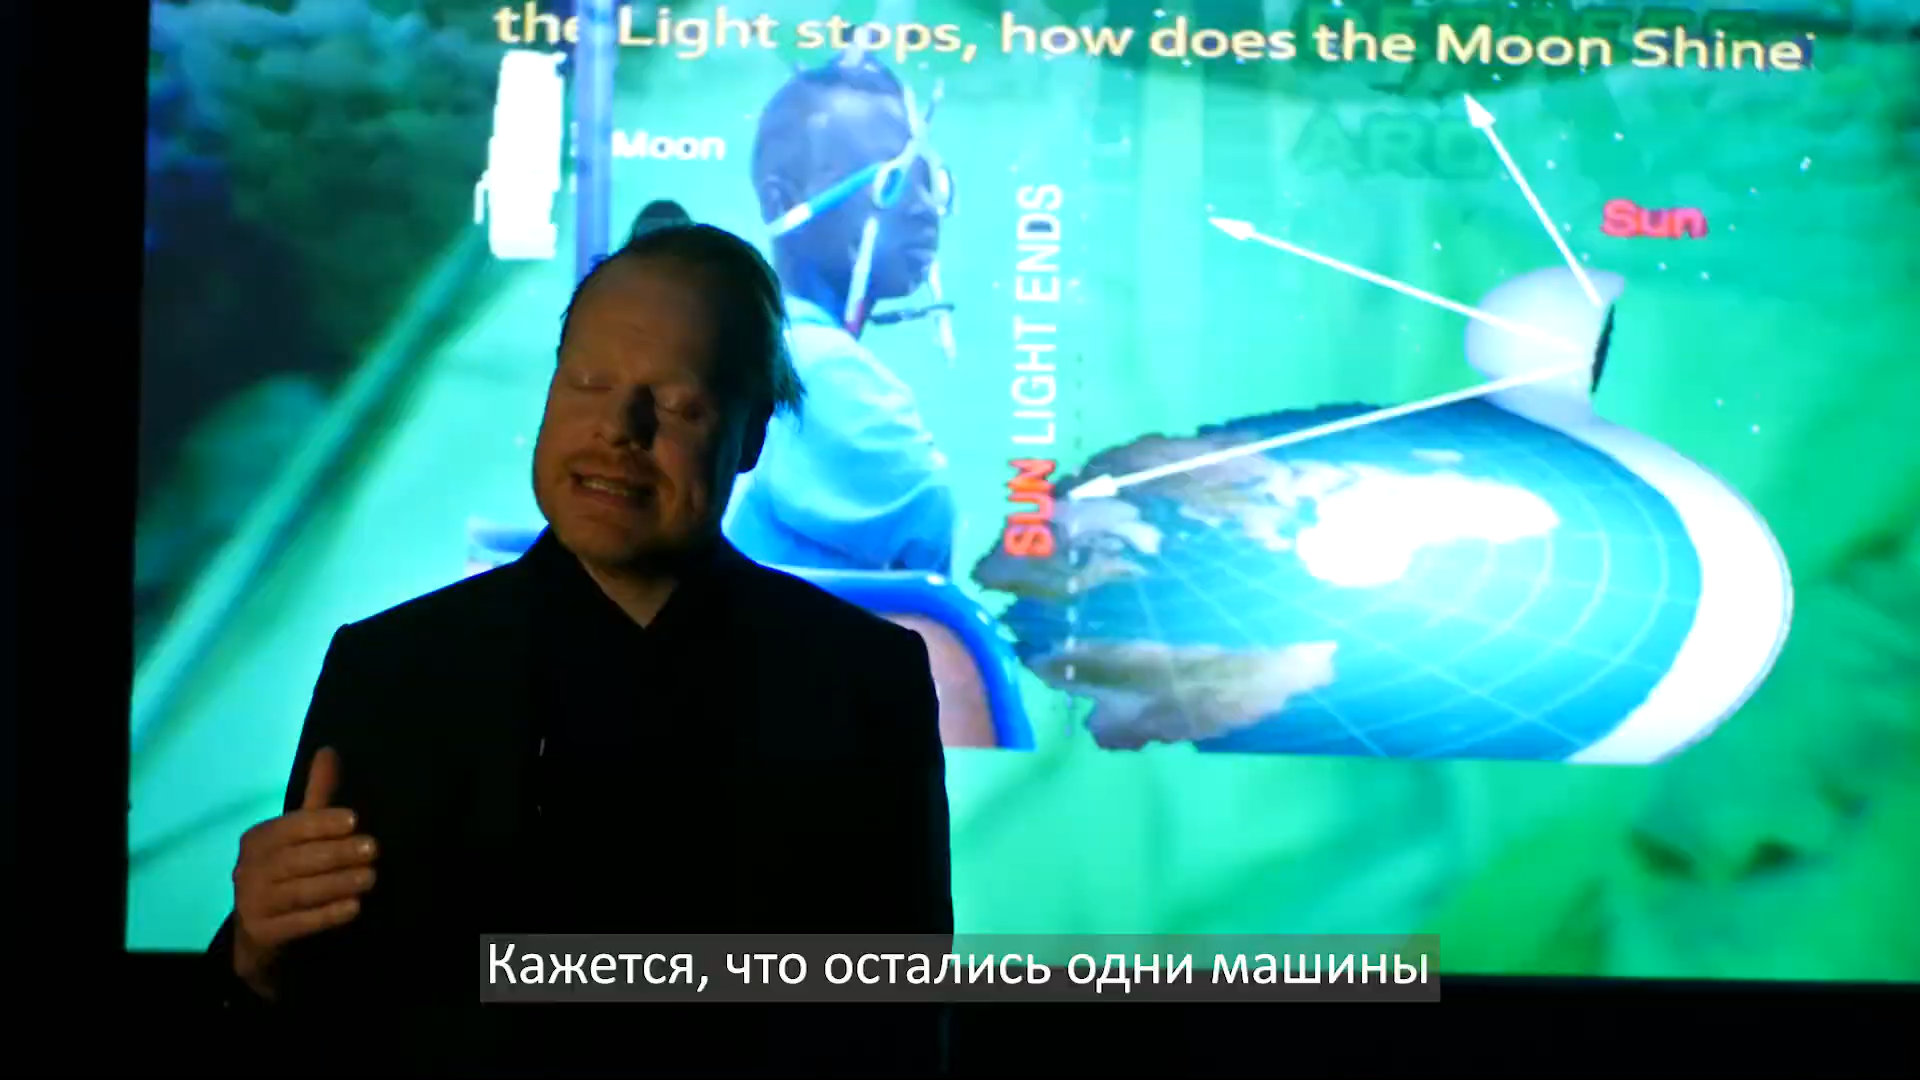 the Light stops, how does the Moon Shine
Moon
Sun
SUN LIGHT ENDS
Кажется, что остались одни машины